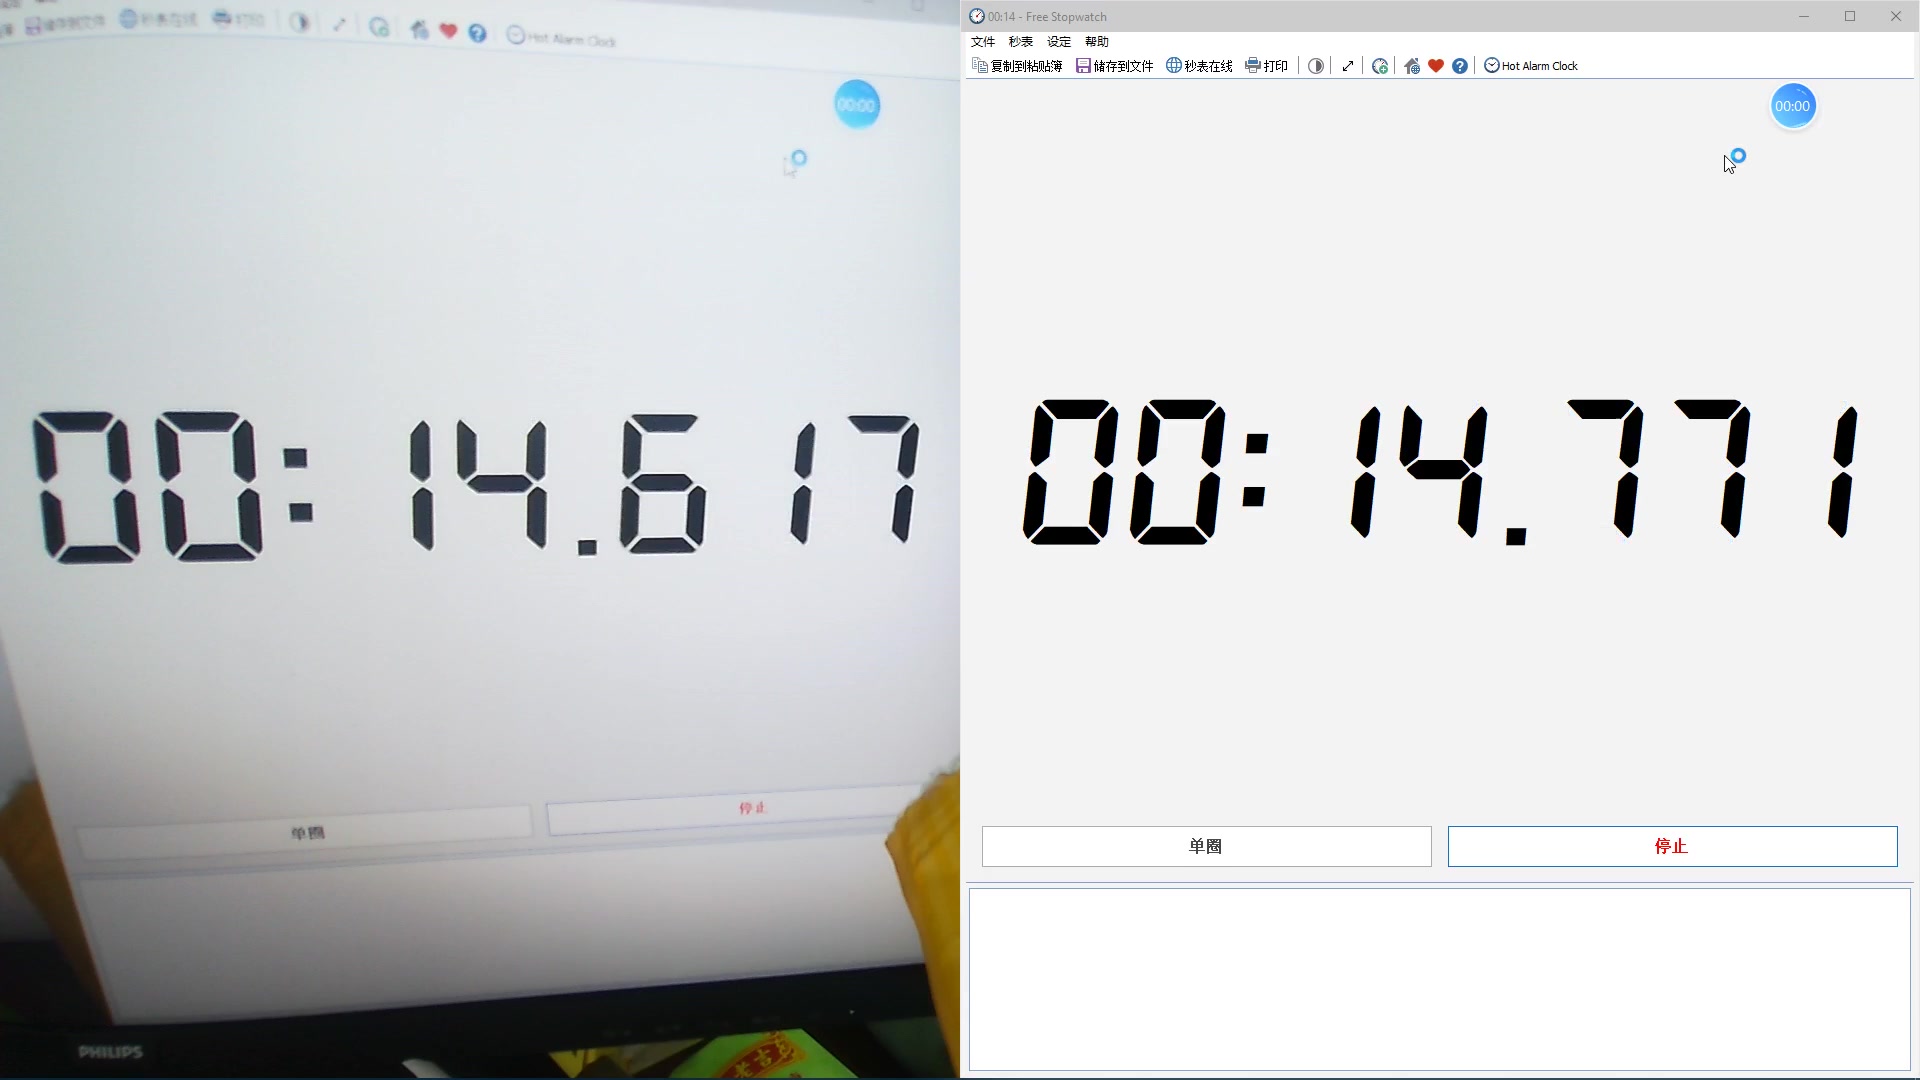 储存到文件 秒表在线 打印 Hot Alarm Clock
00:00
00:14.617
单圈 停止
PHILIPS
00:14 - Free Stopwatch
文件 秒表 设定 帮助
复制到粘贴簿 储存到文件 秒表在线 打印 Hot Alarm Clock
00:00
00:14.771
单圈 停止